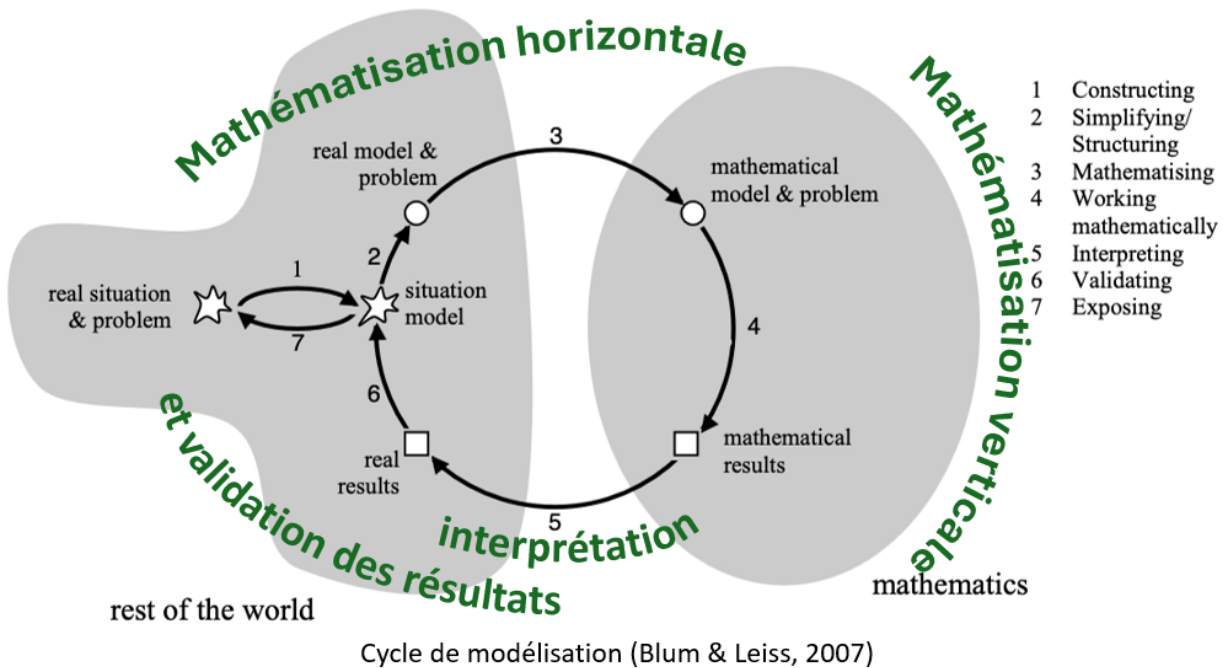 Mathématisation horizontale
Mathématisation verticale
1 Constructing
2 Simplifying/
Structuring
3 Mathematising
4 Working
mathematically
5 Interpreting
6 Validating
7 Exposing
3
real model &
problem
mathematical
model & problem
2
1
real situation
& problem
situation
model
7
4
6
real
results
mathematical
results
5
interprétation
et validation des résultats
mathematics
rest of the world
Cycle de modélisation (Blum & Leiss, 2007)